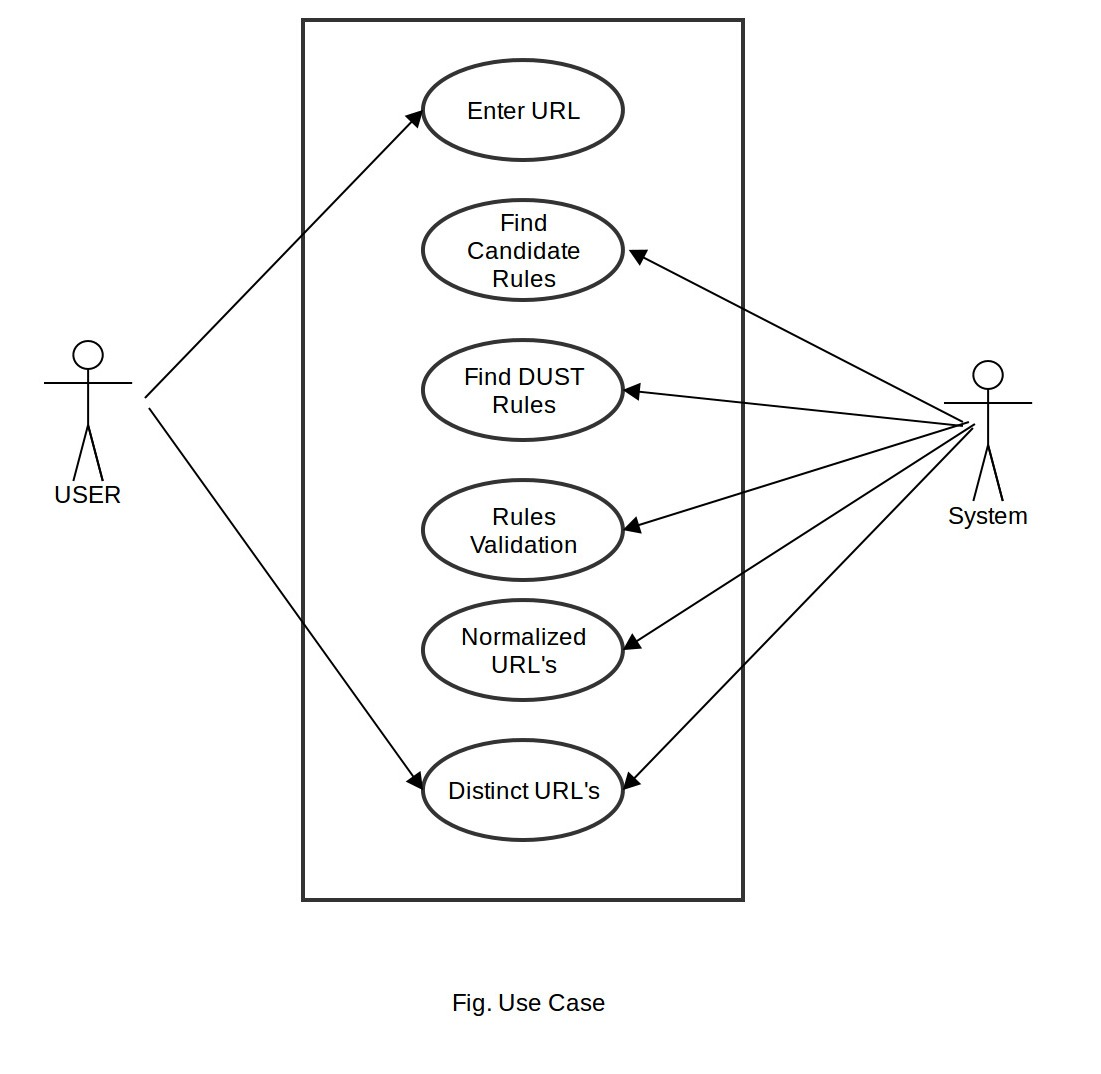 Enter URL
Find
Candidate
Rules
Find DUST
Rules
USER
Rules
Validation
System
Normalized
URL's
Distinct URL's
Fig. Use Case